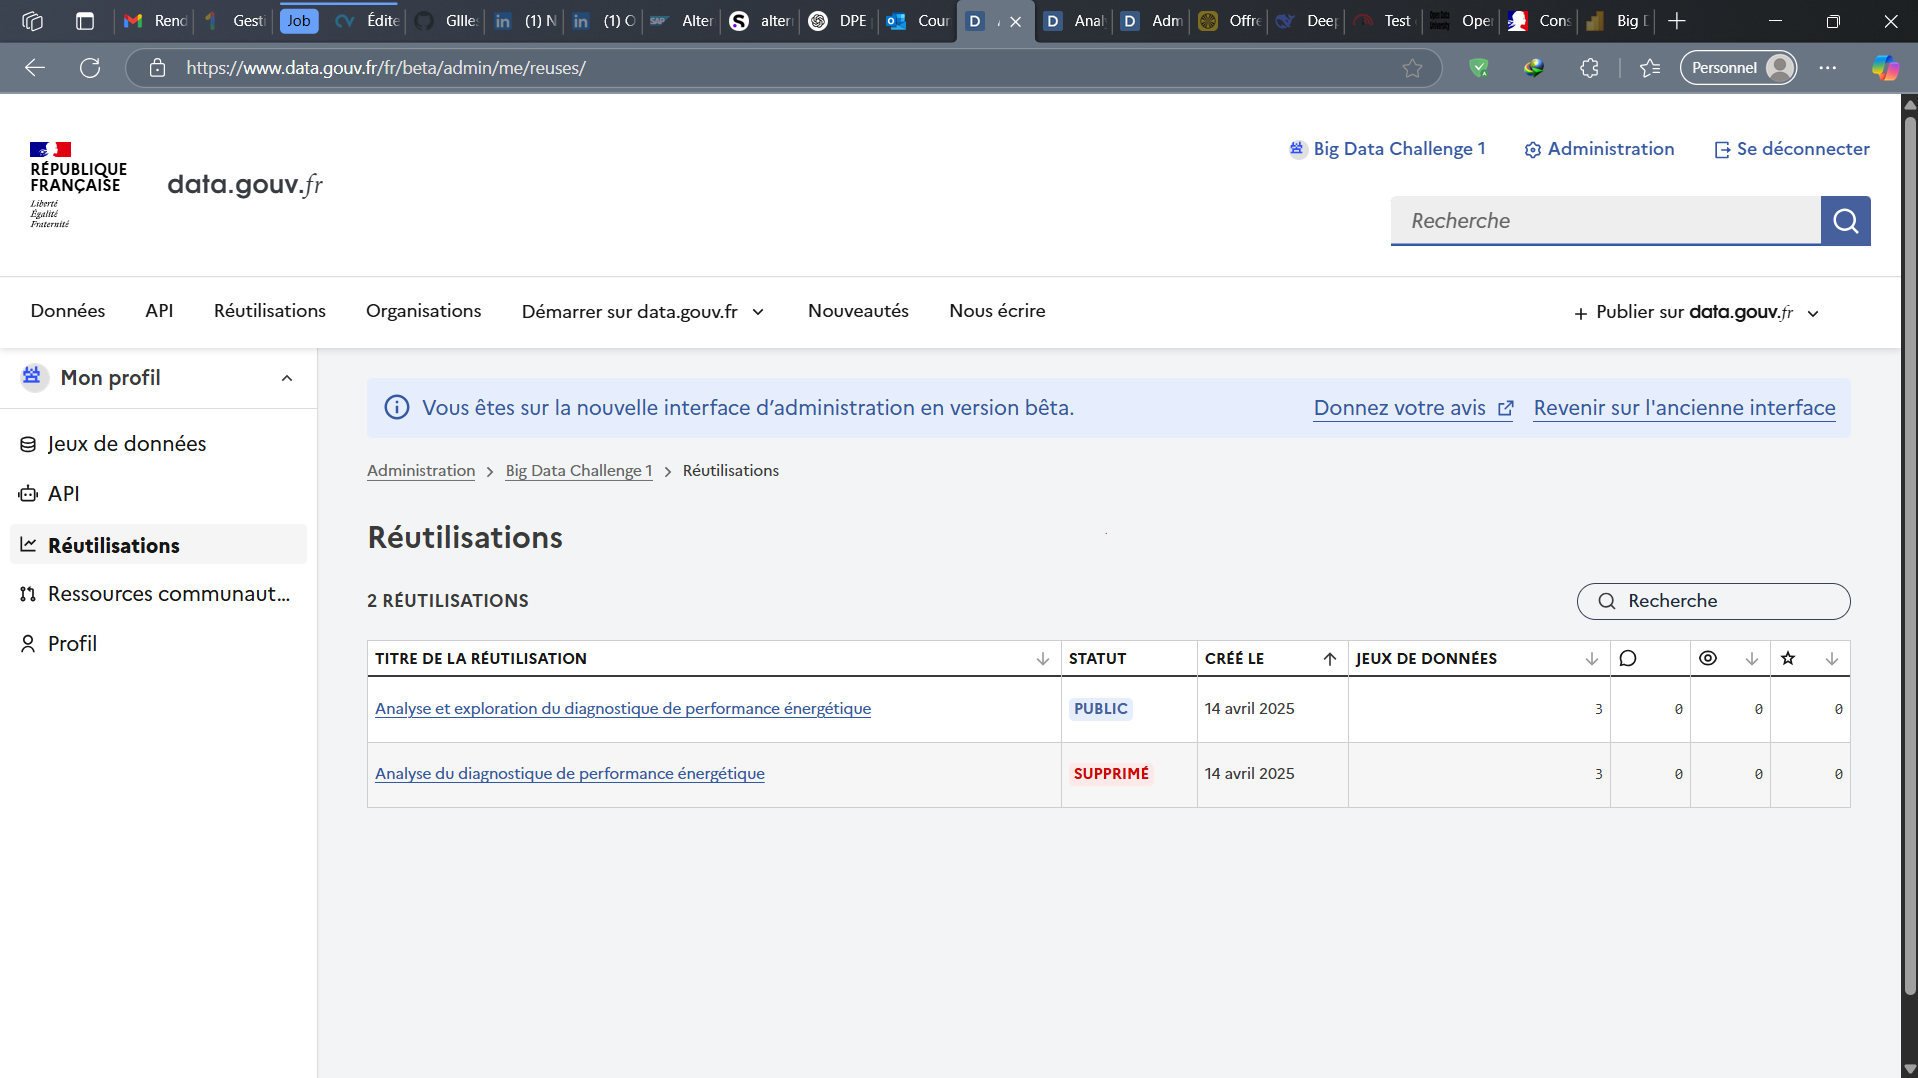 Rend
Gesti
Job
Édite
GIlles
(1) N
(1) O
Alter
alter
DPE
Cour
Anal
Adm
Offre
Deep
Test
Oper
Cons
Big D
https://www.data.gouv.fr/fr/beta/admin/me/reuses/
Personnel
RÉPUBLIQUE
FRANÇAISE
Liberté
Égalité
Fraternité
data.gouv.fr
Big Data Challenge 1
Administration
Se déconnecter
Recherche
Données
API
Réutilisations
Organisations
Démarrer sur data.gouv.fr
Nouveautés
Nous écrire
Publier sur data.gouv.fr
Mon profil
Jeux de données
API
Réutilisations
Ressources communaut...
Profil
Vous êtes sur la nouvelle interface d’administration en version bêta.
Donnez votre avis
Revenir sur l'ancienne interface
Administration > Big Data Challenge 1 > Réutilisations
Réutilisations
2 RÉUTILISATIONS
Recherche
TITRE DE LA RÉUTILISATION STATUT CRÉÉ LE JEUX DE DONNÉES
Analyse et exploration du diagnostique de performance énergétique PUBLIC 14 avril 2025 3 0 0 0
Analyse du diagnostique de performance énergétique SUPPRIMÉ 14 avril 2025 3 0 0 0